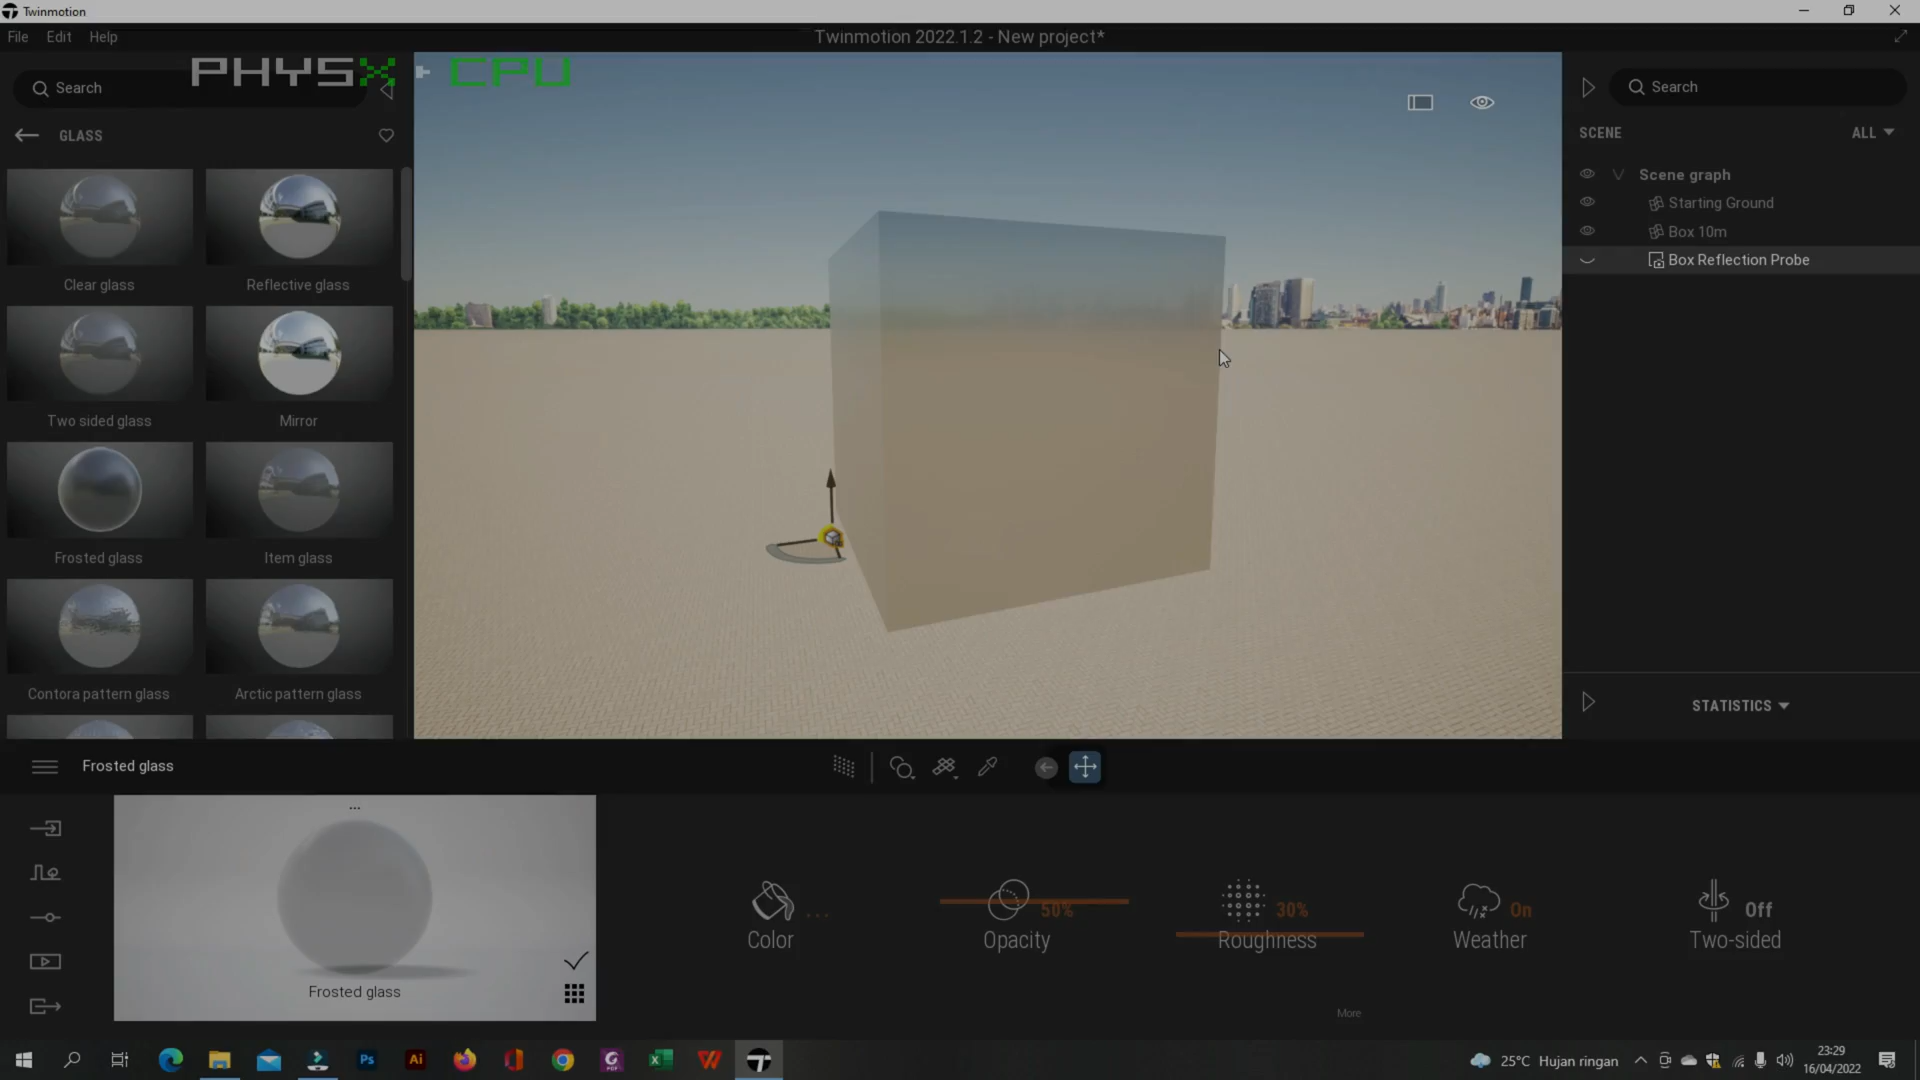 Twinmotion
File Edit Help
Twinmotion 2022.1.2 - New project*
PHYSX CPU
Search
GLASS
Clear glass
Reflective glass
Two sided glass
Mirror
Frosted glass
Item glass
Contora pattern glass
Arctic pattern glass
Search
SCENE
ALL
Scene graph
Starting Ground
Box 10m
Box Reflection Probe
STATISTICS
Frosted glass
...
Frosted glass
Color
...
Opacity
50%
Roughness
30%
Weather
On
Two-sided
Off
More
Ps
Ai
25°C Hujan ringan
23:29
16/04/2022